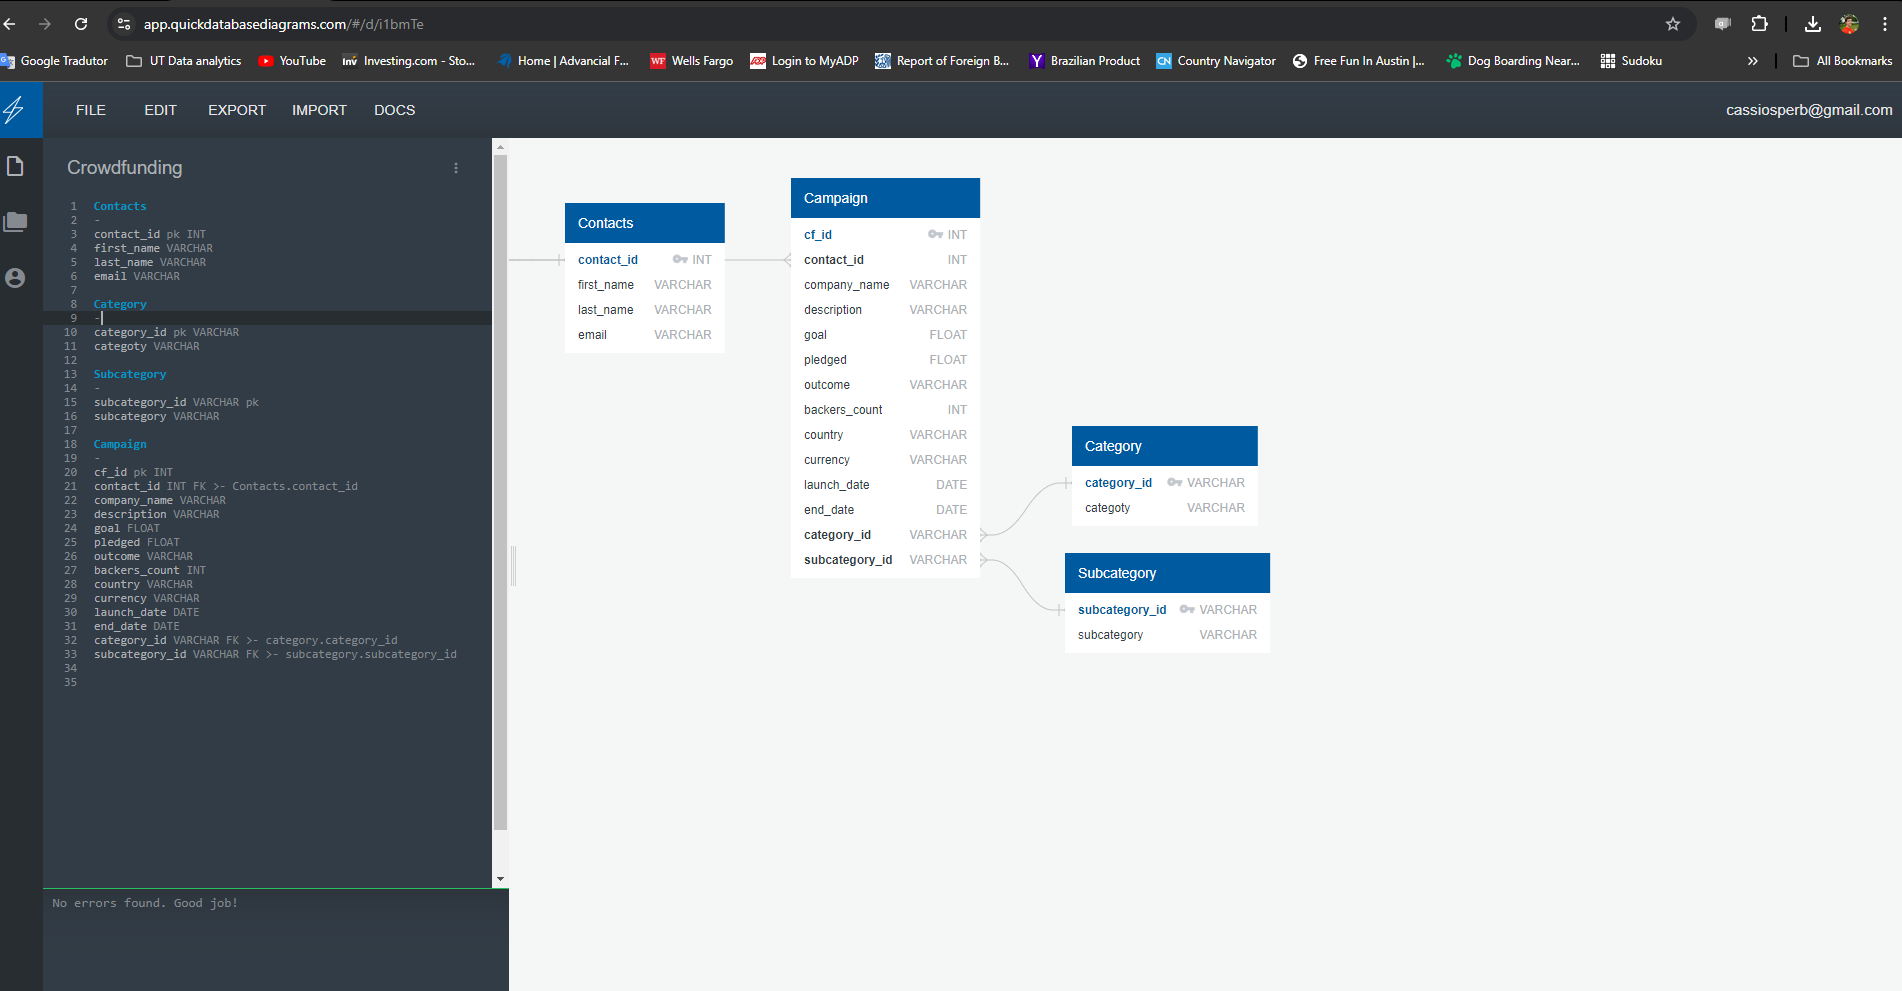 app.quickdatabasediagrams.com/#/d/i1bmTe
Google Tradutor
UT Data analytics
YouTube
Inv Investing.com - Sto...
Home | Advancial F...
WF Wells Fargo
Login to MyADP
Report of Foreign B...
Y Brazilian Product
CN Country Navigator
Free Fun In Austin |...
Dog Boarding Near...
Sudoku
»
All Bookmarks
FILE
EDIT
EXPORT
IMPORT
DOCS
cassiosperb@gmail.com
Crowdfunding
1 Contacts
2 -
3 contact_id pk INT
4 first_name VARCHAR
5 last_name VARCHAR
6 email VARCHAR
7
8 Category
9 -
10 category_id pk VARCHAR
11 categoty VARCHAR
12
13 Subcategory
14 -
15 subcategory_id VARCHAR pk
16 subcategory VARCHAR
17
18 Campaign
19 -
20 cf_id pk INT
21 contact_id INT FK >- Contacts.contact_id
22 company_name VARCHAR
23 description VARCHAR
24 goal FLOAT
25 pledged FLOAT
26 outcome VARCHAR
27 backers_count INT
28 country VARCHAR
29 currency VARCHAR
30 launch_date DATE
31 end_date DATE
32 category_id VARCHAR FK >- category.category_id
33 subcategory_id VARCHAR FK >- subcategory.subcategory_id
34
35
No errors found. Good job!
Contacts
contact_id INT
first_name VARCHAR
last_name VARCHAR
email VARCHAR
Campaign
cf_id INT
contact_id INT
company_name VARCHAR
description VARCHAR
goal FLOAT
pledged FLOAT
outcome VARCHAR
backers_count INT
country VARCHAR
currency VARCHAR
launch_date DATE
end_date DATE
category_id VARCHAR
subcategory_id VARCHAR
Category
category_id VARCHAR
categoty VARCHAR
Subcategory
subcategory_id VARCHAR
subcategory VARCHAR